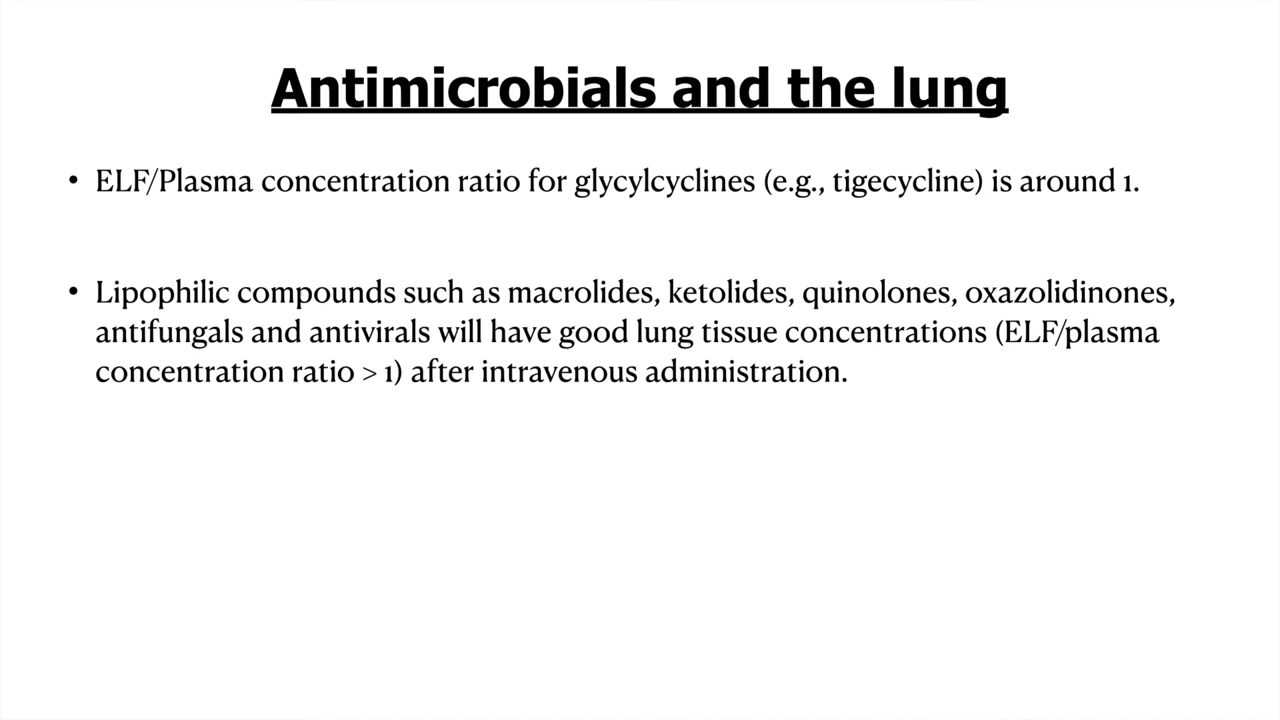 Antimicrobials and the lung
• ELF/Plasma concentration ratio for glycylcyclines (e.g., tigecycline) is around 1.
• Lipophilic compounds such as macrolides, ketolides, quinolones, oxazolidinones,
antifungals and antivirals will have good lung tissue concentrations (ELF/plasma
concentration ratio > 1) after intravenous administration.